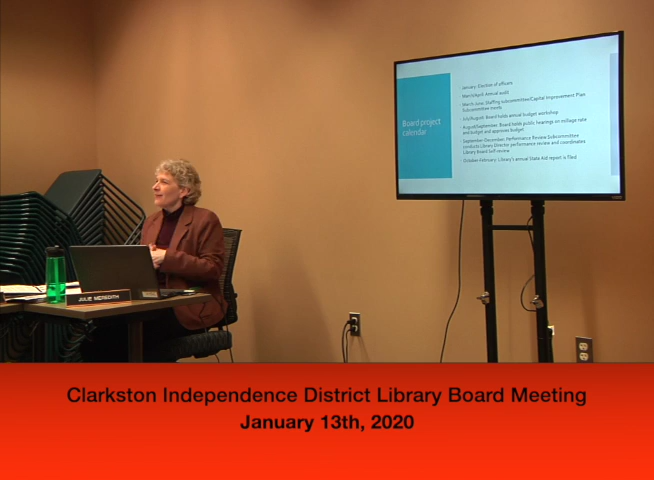 Board project
calendar
January: Election of officers
March/April: Annual audit
March-June: Staffing subcommittee/Capital Improvement Plan
Subcommittee meets
July/August: Board holds annual budget workshop
August/September: Board holds public hearings on millage rate
and budget and approves budget
September-December: Performance Review Subcommittee
conducts Library Director performance review and coordinates
Library Board Self-review
October-February: Library's annual State Aid report is filed
JULIE MEREDITH
Clarkston Independence District Library Board Meeting
January 13th, 2020